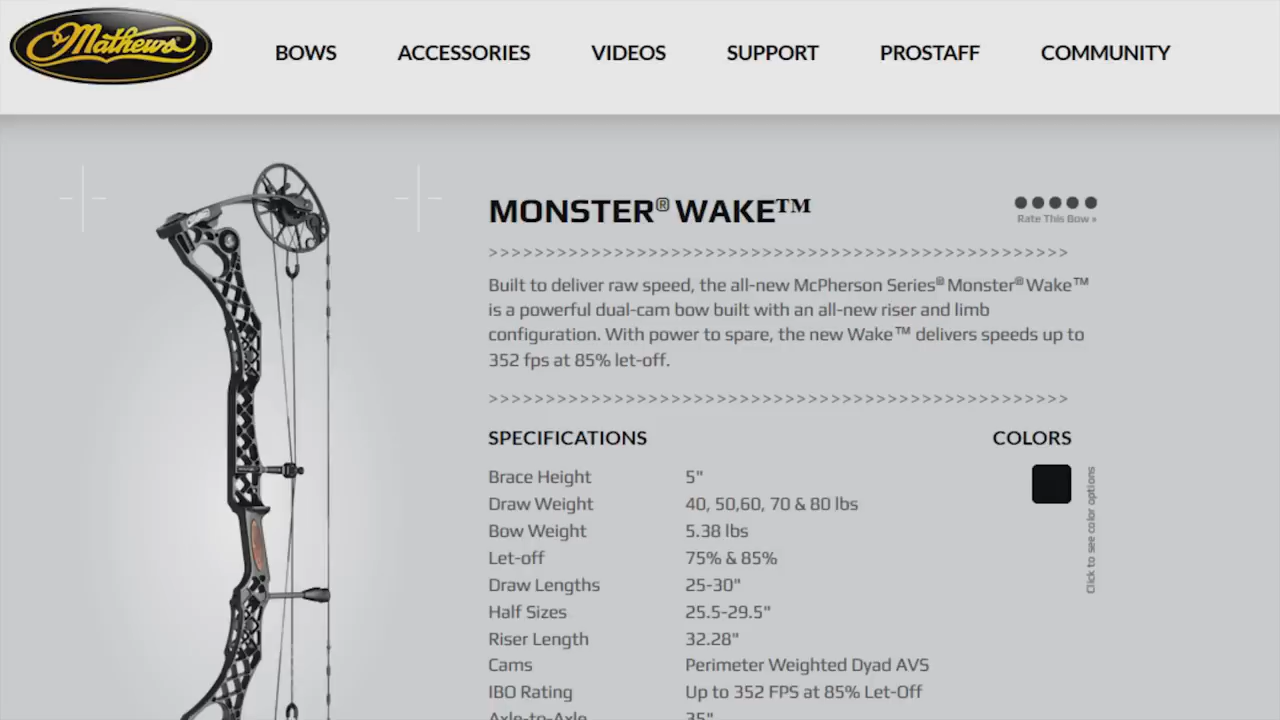 Mathews
BOWS ACCESSORIES VIDEOS SUPPORT PROSTAFF COMMUNITY
MONSTER® WAKE™
Rate This Bow »
>>>>>>>>>>>>>>>>>>>>>>>>>>>>>>>>>>>>>>>>>>>>>>>>>>>
Built to deliver raw speed, the all-new McPherson Series® Monster® Wake™
is a powerful dual-cam bow built with an all-new riser and limb
configuration. With power to spare, the new Wake™ delivers speeds up to
352 fps at 85% let-off.
>>>>>>>>>>>>>>>>>>>>>>>>>>>>>>>>>>>>>>>>>>>>>>>>>>>
SPECIFICATIONS COLORS
Brace Height 5"
Draw Weight 40, 50,60, 70 & 80 lbs
Bow Weight 5.38 lbs
Let-off 75% & 85%
Draw Lengths 25-30"
Half Sizes 25.5-29.5"
Riser Length 32.28"
Cams Perimeter Weighted Dyad AVS
IBO Rating Up to 352 FPS at 85% Let-Off
Axle-to-Axle 35"
Click to see color options